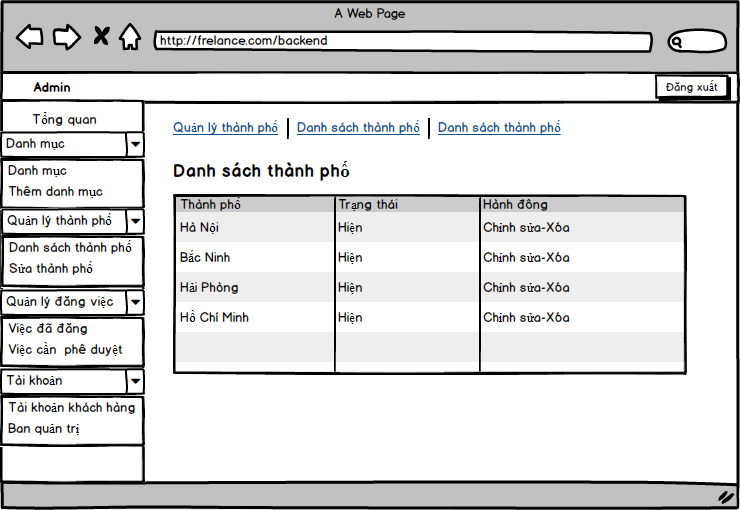 A Web Page
http://frelance.com/backend
Admin
Đăng xuất
Tổng quan
Danh mục
Danh mục
Thêm danh mục
Quản lý thành phố
Danh sách thành phố
Sửa thành phố
Quản lý đăng việc
Việc đã đăng
Việc cần phê duyệt
Tài khoản
Tài khoản khách hàng
Ban quản trị
Quản lý thành phố | Danh sách thành phố | Danh sách thành phố
Danh sách thành phố
Thành phố Trạng thái Hành đông
Hà Nội Hiện Chỉnh sửa-Xóa
Bắc Ninh Hiện Chỉnh sửa-Xóa
Hải Phòng Hiện Chỉnh sửa-Xóa
Hồ Chí Minh Hiện Chỉnh sửa-Xóa